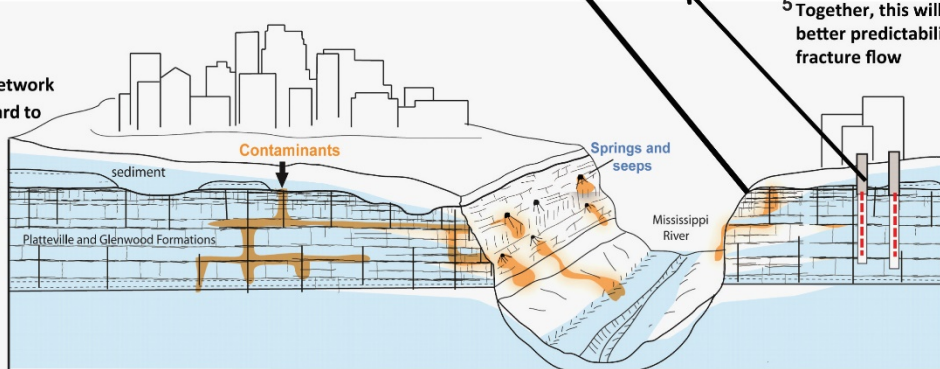 5 Together, this will
better predictabili
fracture flow
etwork
ard to
Contaminants
Springs and
seeps
sediment
Mississippi
River
Platteville and Glenwood Formations